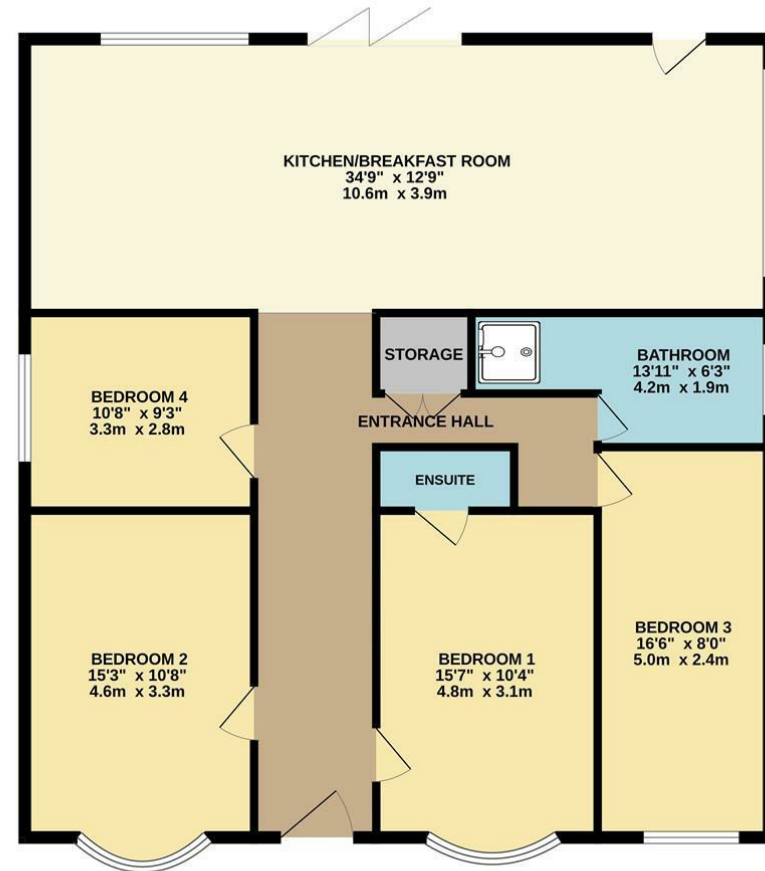 KITCHEN/BREAKFAST ROOM
34'9" x 12'9"
10.6m x 3.9m
STORAGE
BATHROOM
13'11" x 6'3"
4.2m x 1.9m
BEDROOM 4
10'8" x 9'3"
3.3m x 2.8m
ENTRANCE HALL
ENSUITE
BEDROOM 3
16'6" x 8'0"
5.0m x 2.4m
BEDROOM 2
15'3" x 10'8"
4.6m x 3.3m
BEDROOM 1
15'7" x 10'4"
4.8m x 3.1m